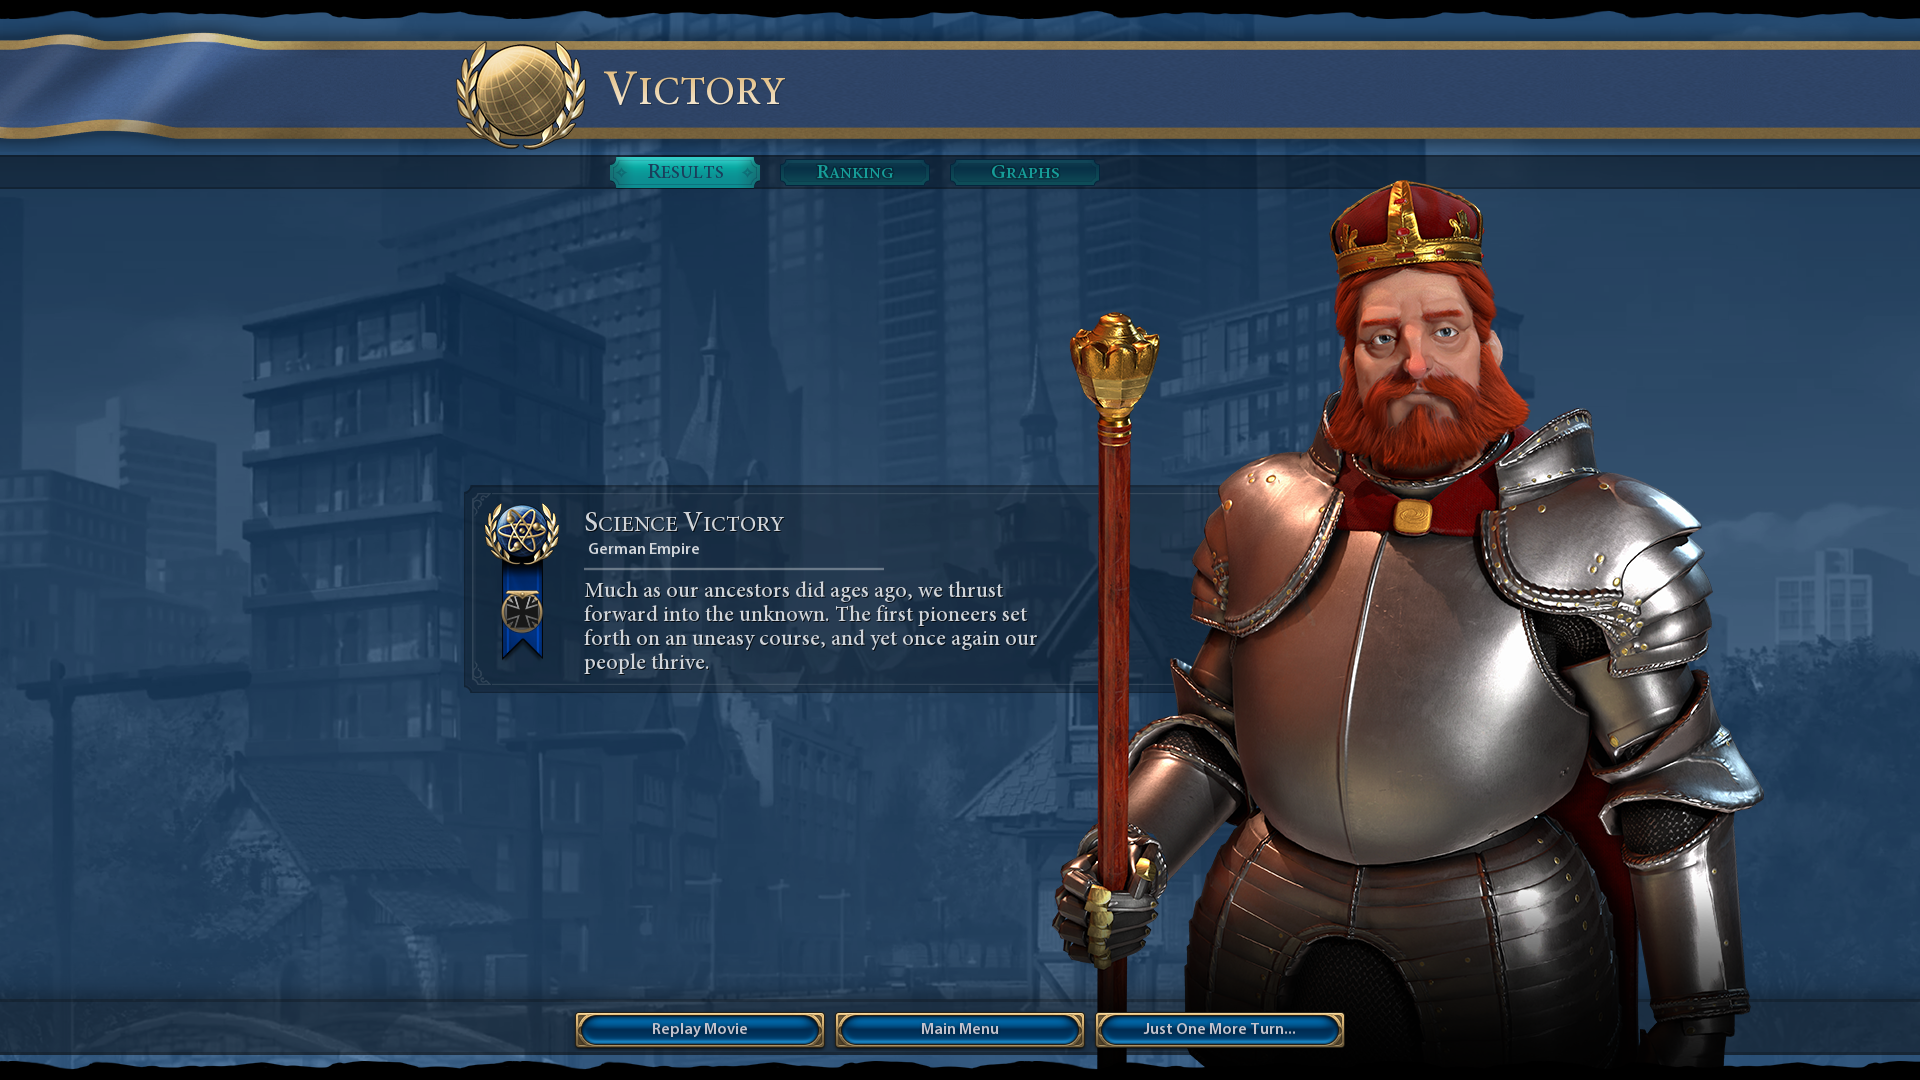 Victory
Results
Ranking
Graphs
Science Victory
German Empire
Much as our ancestors did ages ago, we thrust
forward into the unknown. The first pioneers set
forth on an uneasy course, and yet once again our
people thrive.
Replay Movie
Main Menu
Just One More Turn...